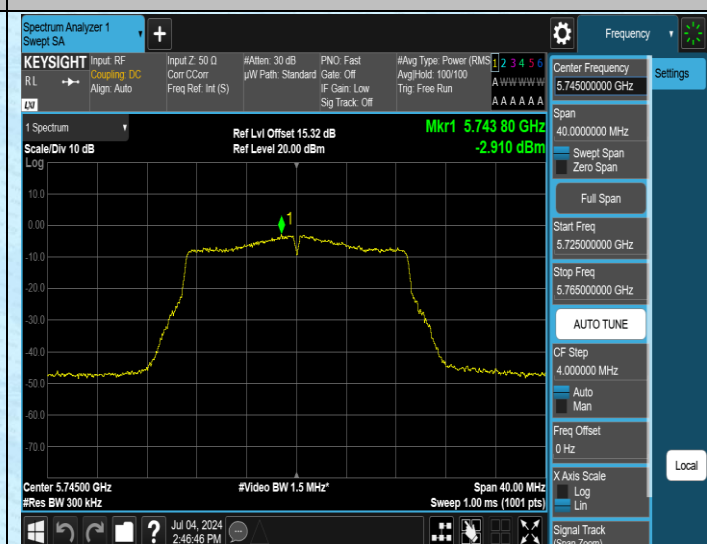 Spectrum Analyzer 1
Swept SA
+
Frequency
KEYSIGHT
RL
LXI
Input: RF
Coupling: DC
Align: Auto
Input Z: 50 Ω
Corr CCorr
Freq Ref: Int (S)
#Atten: 30 dB
µW Path: Standard
PNO: Fast
Gate: Off
IF Gain: Low
Sig Track: Off
#Avg Type: Power (RMS
Avg|Hold: 100/100
Trig: Free Run
1 2 3 4 5 6
A W W W W W
A A A A A A
1 Spectrum
Scale/Div 10 dB
Log
Ref Lvl Offset 15.32 dB
Ref Level 20.00 dBm
Mkr1 5.743 80 GHz
-2.910 dBm
10.0
0.00
-10.0
-20.0
-30.0
-40.0
-50.0
-60.0
-70.0
1
Center 5.74500 GHz
#Res BW 300 kHz
#Video BW 1.5 MHz*
Span 40.00 MHz
Sweep 1.00 ms (1001 pts)
Center Frequency
5.745000000 GHz
Settings
Span
40.0000000 MHz
Swept Span
Zero Span
Full Span
Start Freq
5.725000000 GHz
Stop Freq
5.765000000 GHz
AUTO TUNE
CF Step
4.000000 MHz
Auto
Man
Freq Offset
0 Hz
X Axis Scale
Log
Lin
Local
Signal Track
(Span Zoom)
?
Jul 04, 2024
2:46:46 PM